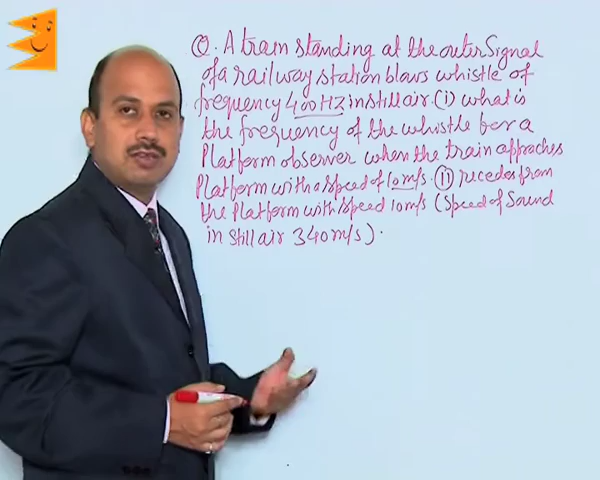 Q. A train standing at the outer Signal
of a railway station blows whistle of
frequency 400 Hz in still air. (i) what is
the frequency of the whistle for a
Platform observer when the train approches
Platform with a speed of 10 m/s. (ii) recedes from
the Platform with speed 10 m/s (Speed of Sound
in still air 340 m/s).